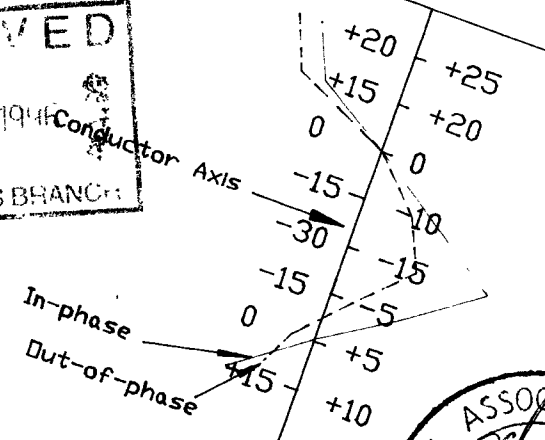 VED
BRANCH
Conductor Axis
In-phase
Out-of-phase
+20 +25
+15 +20
0 0
-15 -10
-30 -15
-15 -5
0 +5
+15 +10
ASSOC